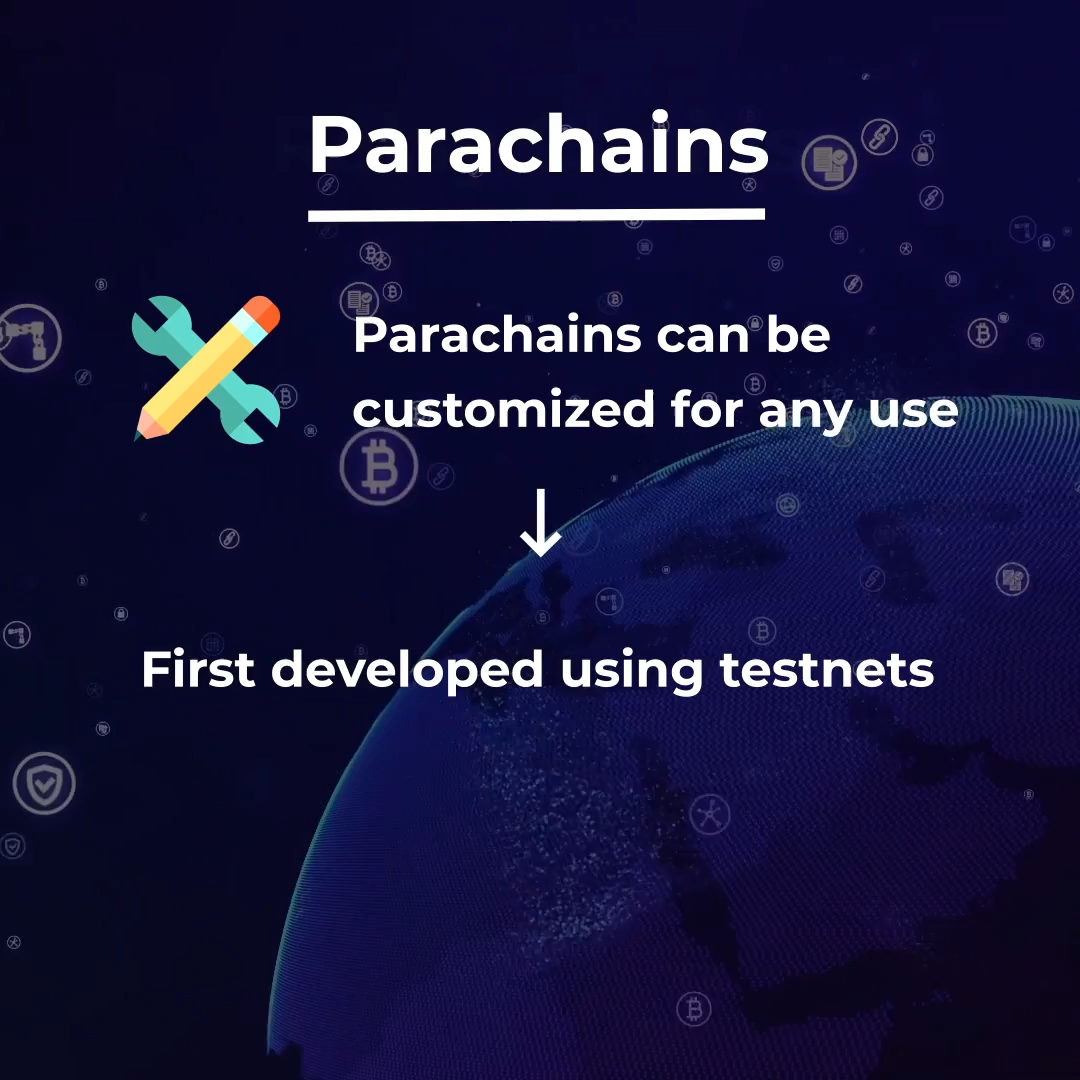 Parachains
Parachains can be
customized for any use
First developed using testnets